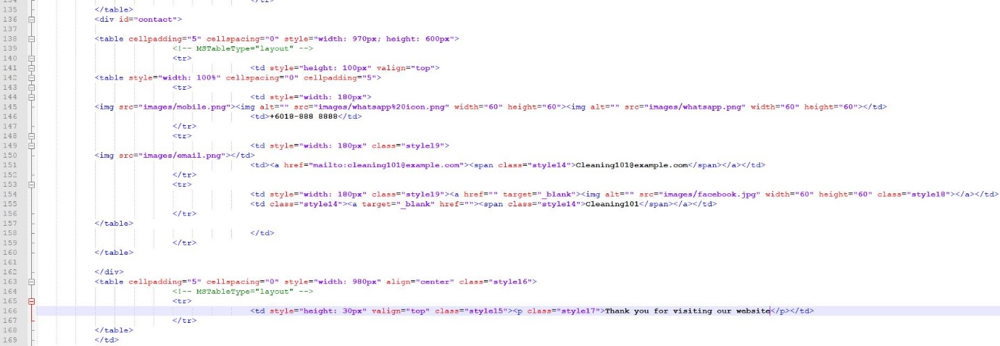 134 </tr>
135 </table>
136 <div id="contact">
137
138 <table cellpadding="5" cellspacing="0" style="width: 970px; height: 600px">
139 <!-- MSTableType="layout" -->
140 <tr>
141 <td style="height: 100px" valign="top">
142 <table style="width: 100%" cellspacing="0" cellpadding="5">
143 <tr>
144 <td style="width: 180px">
145 <img src="images/mobile.png"><img alt="" src="images/whatsapp%20icon.png" width="60" height="60"><img alt="" src="images/whatsapp.png" width="60" height="60"></td>
146 <td>+6018-888 8888</td>
147 </tr>
148 <tr>
149 <td style="width: 180px" class="style19">
150 <img src="images/email.png"></td>
151 <td><a href="mailto:cleaning101@example.com"><span class="style14">Cleaning101@example.com</span></a></td>
152 </tr>
153 <tr>
154 <td style="width: 180px" class="style19"><a href="" target="_blank"><img alt="" src="images/facebook.jpg" width="60" height="60" class="style18"></a></td>
155 <td class="style14"><a target="_blank" href=""><span class="style14">Cleaning101</span></a></td>
156 </tr>
157 </table>
158 </td>
159 </tr>
160 </table>
161
162 </div>
163 <table cellpadding="5" cellspacing="0" style="width: 980px" align="center" class="style16">
164 <!-- MSTableType="layout" -->
165 <tr>
166 <td style="height: 30px" valign="top" class="style15"><p class="style17">Thank you for visiting our website</p></td>
167 </tr>
168 </table>
169 </td>